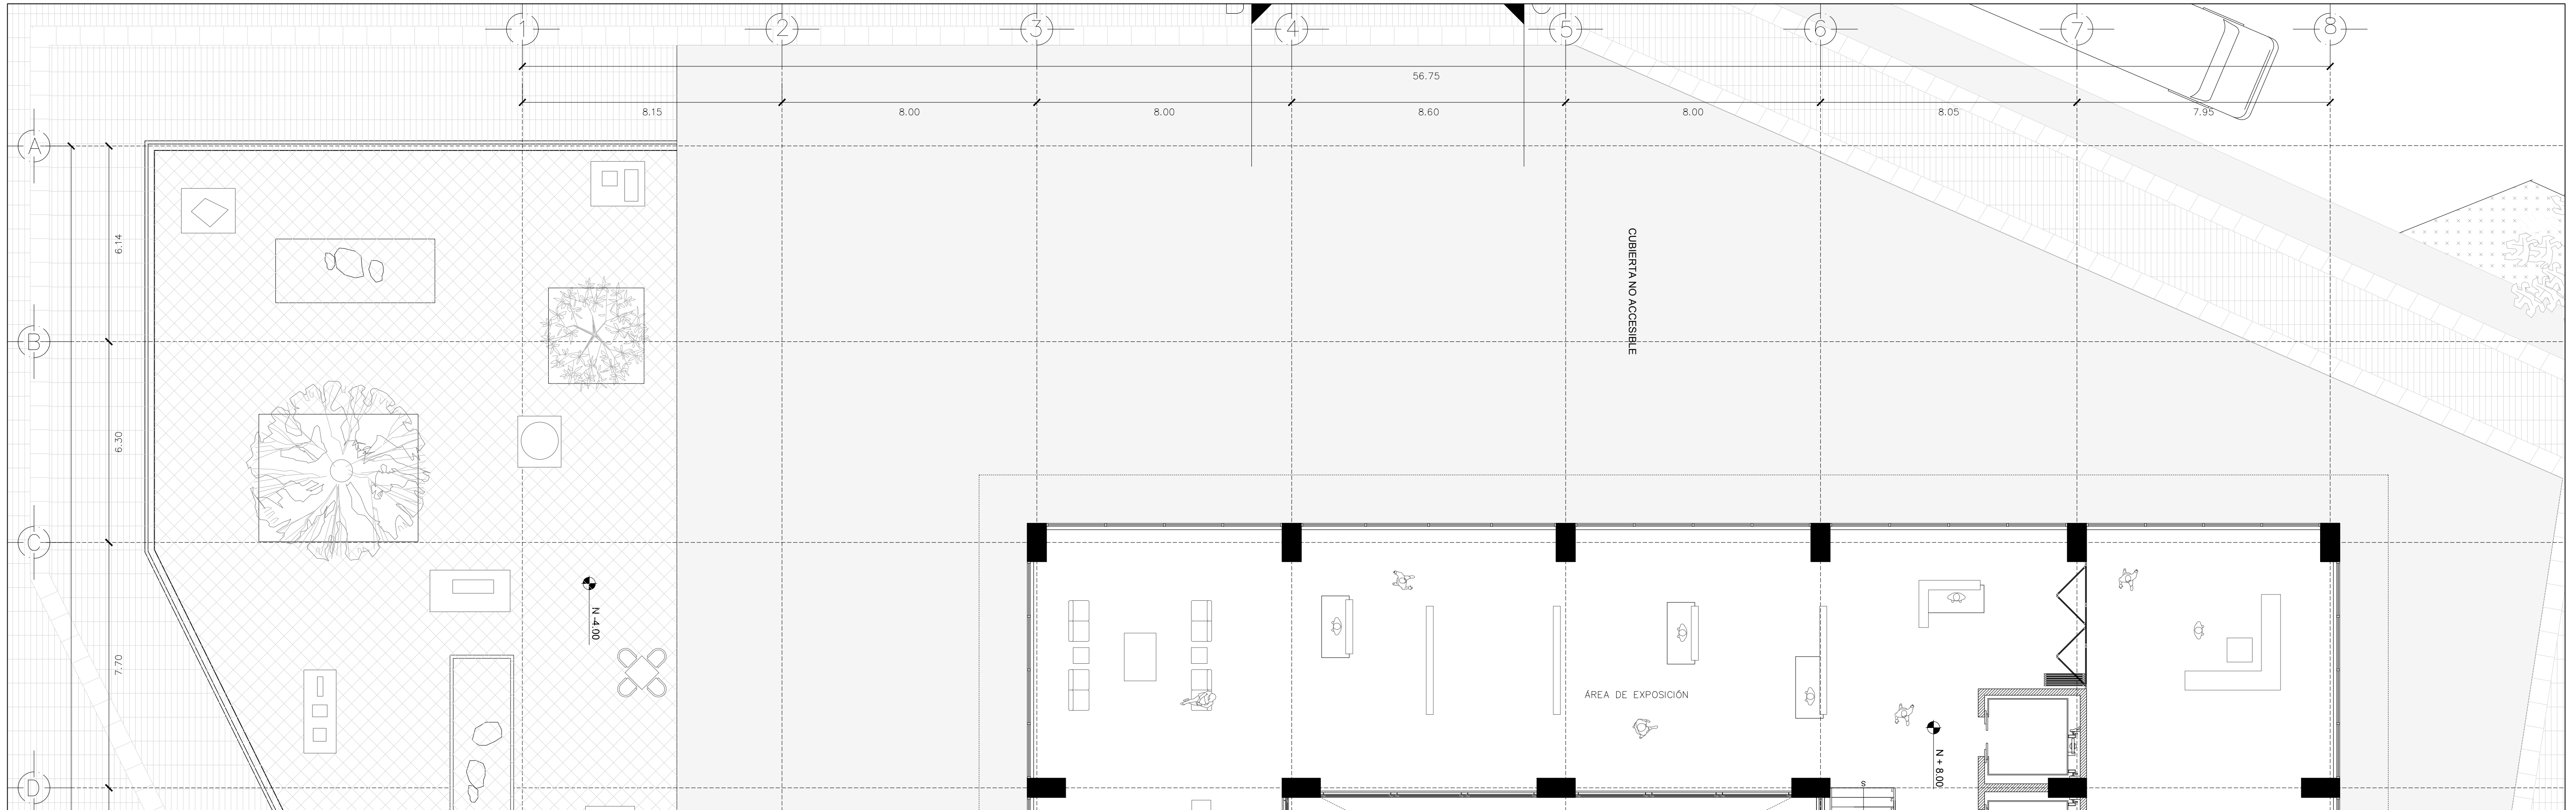 1 2 3 4 5 6 7 8
56.75
8.15 8.00 8.00 8.60 8.00 8.05 7.95
A
6.14
CUBIERTA NO ACCESIBLE
B
6.30
C
N -4.00
7.70
ÁREA DE EXPOSICIÓN
N + 8.00
S
D